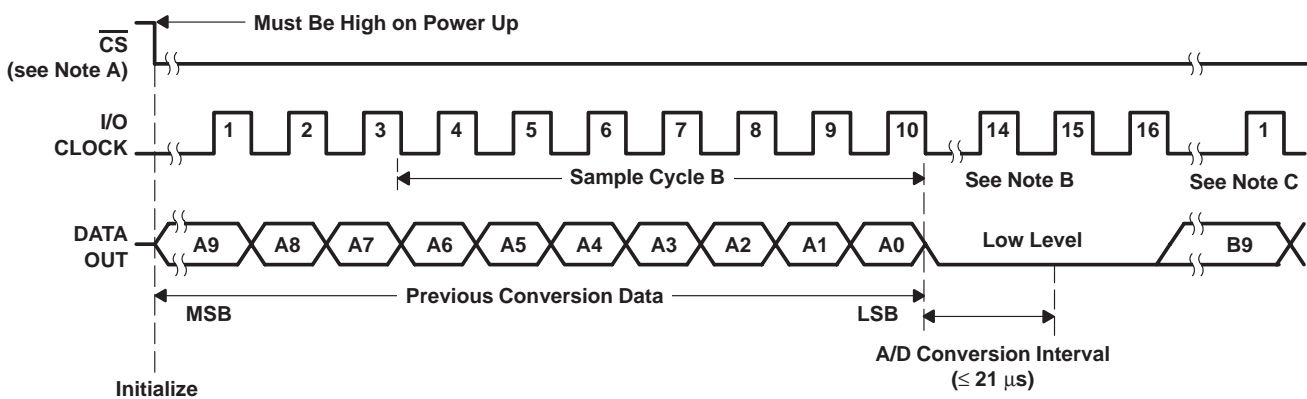 Must Be High on Power Up
CS
(see Note A)
I/O
CLOCK
1 2 3 4 5 6 7 8 9 10 14 15 16 1
Sample Cycle B
See Note B
See Note C
DATA
OUT
A9 A8 A7 A6 A5 A4 A3 A2 A1 A0 Low Level B9
Previous Conversion Data
MSB LSB
A/D Conversion Interval
(≤ 21 μs)
Initialize